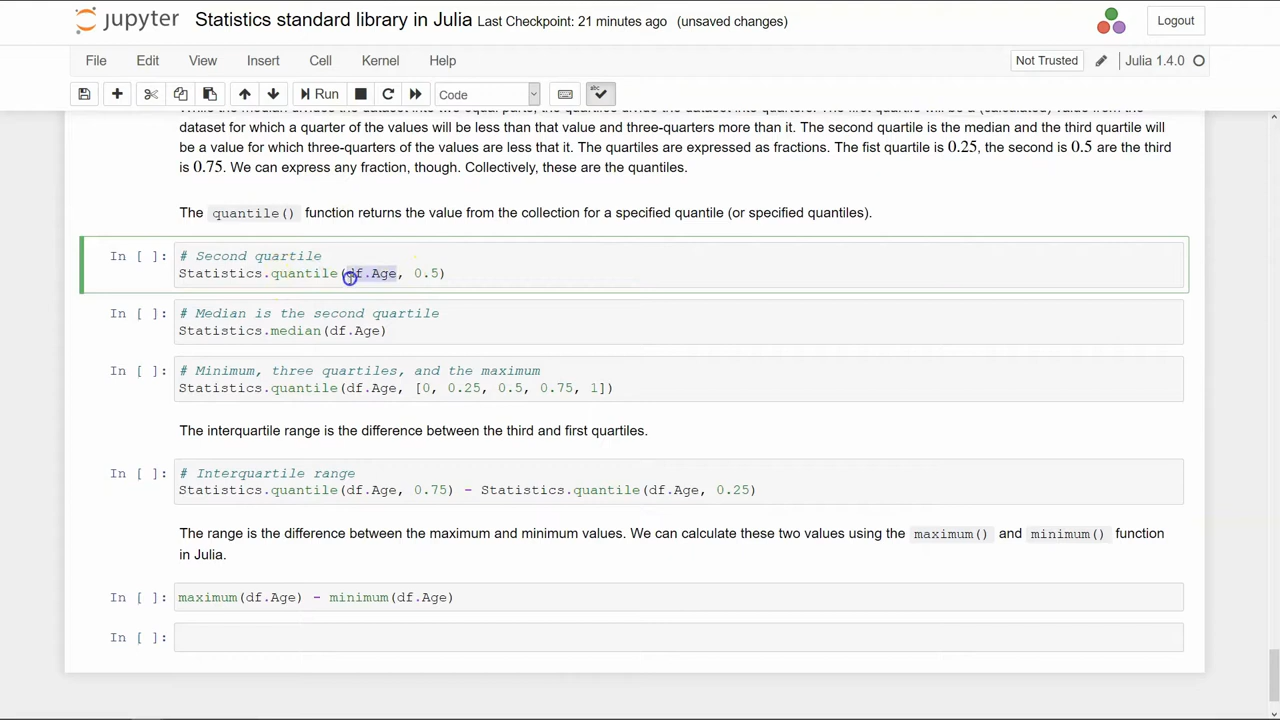 jupyter Statistics standard library in Julia Last Checkpoint: 21 minutes ago (unsaved changes) Logout
File Edit View Insert Cell Kernel Help Not Trusted Julia 1.4.0
Run Code
dataset for which a quarter of the values will be less than that value and three-quarters more than it. The second quartile is the median and the third quartile will
be a value for which three-quarters of the values are less that it. The quartiles are expressed as fractions. The fist quartile is 0.25, the second is 0.5 are the third
is 0.75. We can express any fraction, though. Collectively, these are the quantiles.
The quantile() function returns the value from the collection for a specified quantile (or specified quantiles).
In [ ]: # Second quartile
Statistics.quantile(df.Age, 0.5)
In [ ]: # Median is the second quartile
Statistics.median(df.Age)
In [ ]: # Minimum, three quartiles, and the maximum
Statistics.quantile(df.Age, [0, 0.25, 0.5, 0.75, 1])
The interquartile range is the difference between the third and first quartiles.
In [ ]: # Interquartile range
Statistics.quantile(df.Age, 0.75) - Statistics.quantile(df.Age, 0.25)
The range is the difference between the maximum and minimum values. We can calculate these two values using the maximum() and minimum() function
in Julia.
In [ ]: maximum(df.Age) - minimum(df.Age)
In [ ]: